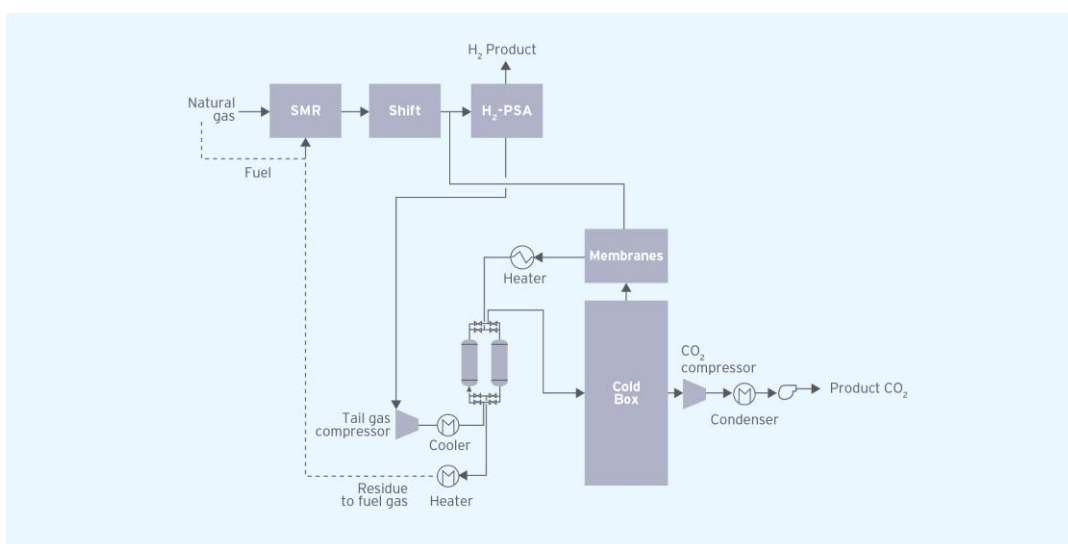 H₂ Product
Natural
gas
SMR
Shift
H₂-PSA
Fuel
Membranes
Heater
CO₂
compressor
Cold
Box
Product CO₂
Condenser
Tail gas
compressor
Cooler
Residue
to fuel gas
Heater